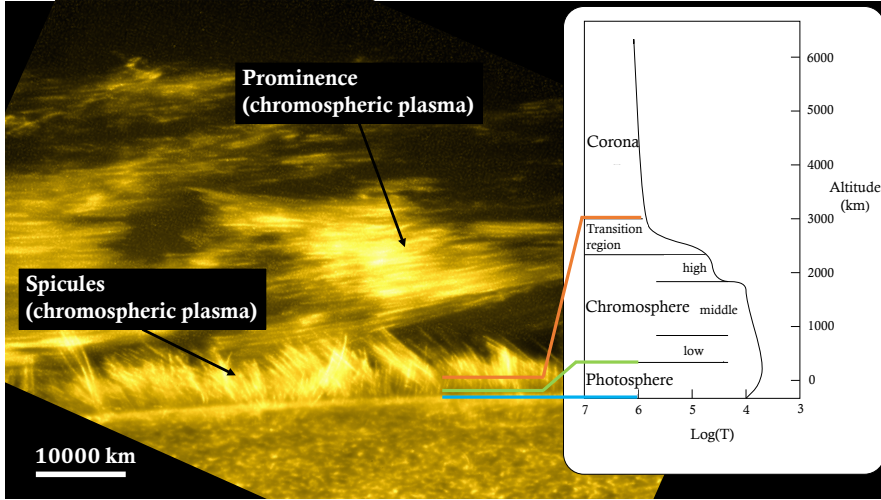 Prominence
(chromospheric plasma)
Spicules
(chromospheric plasma)
10000 km
Corona
Transition
region
high
Chromosphere
middle
low
Photosphere
6000
5000
4000
3000
2000
1000
0
Altitude
(km)
7 6 5 4 3
Log(T)